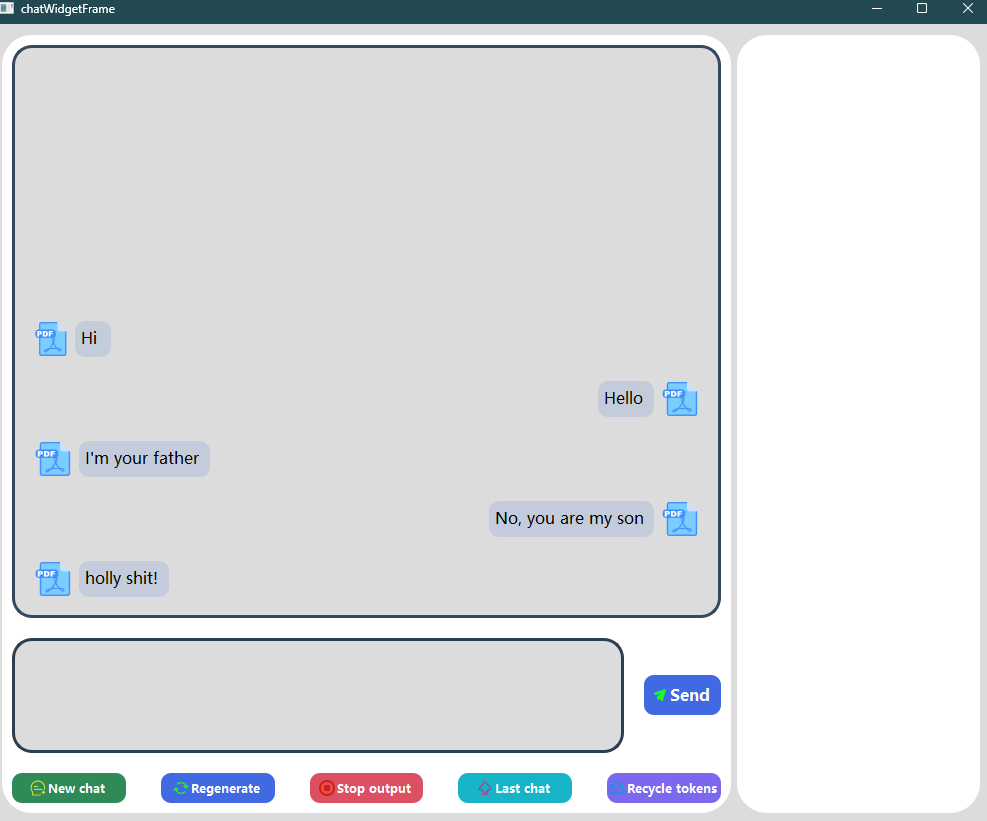 chatWidgetFrame
PDF
Hi
Hello
PDF
PDF
I'm your father
No, you are my son
PDF
PDF
holly shit!
Send
New chat
Regenerate
Stop output
Last chat
Recycle tokens